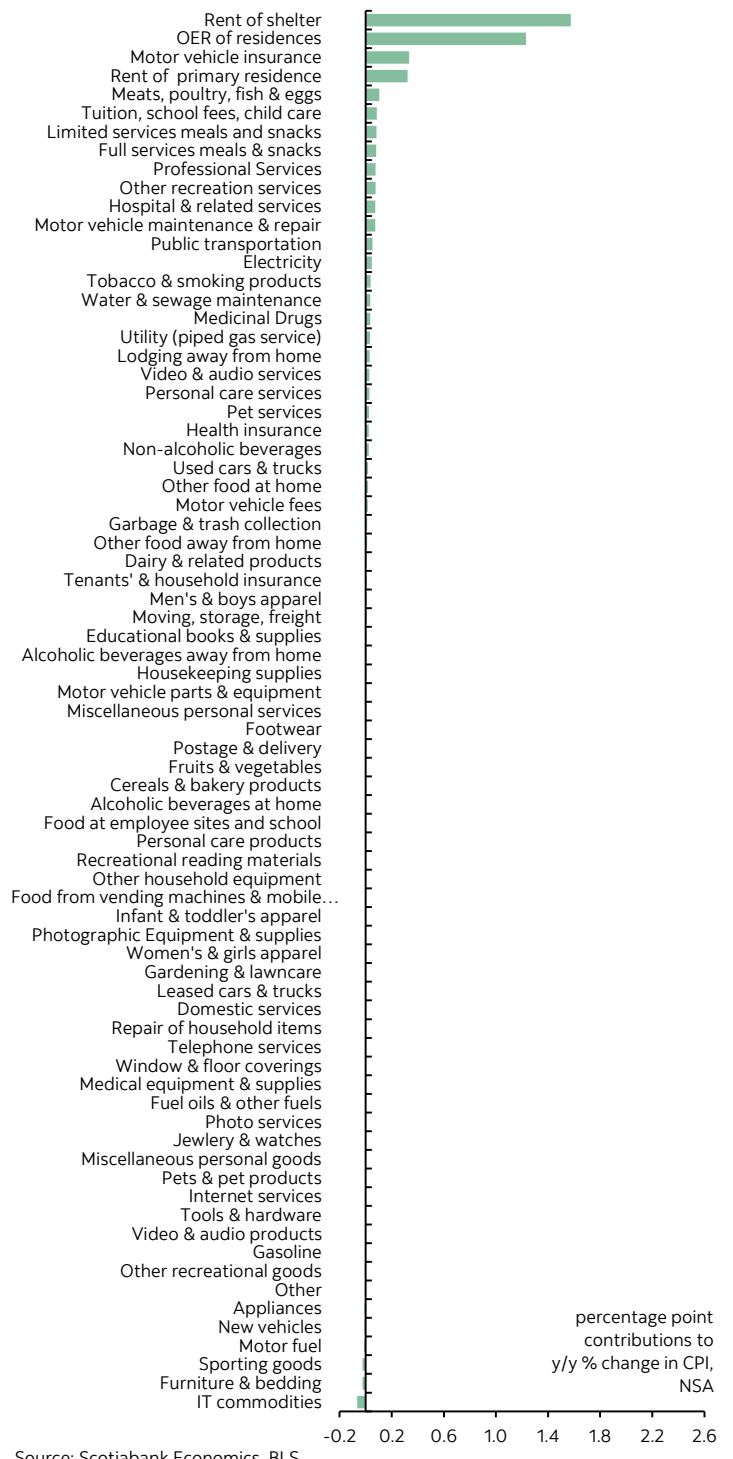 Rent of shelter
OER of residences
Motor vehicle insurance
Rent of  primary residence
Meats, poultry, fish & eggs
Tuition, school fees, child care
Limited services meals and snacks
Full services meals & snacks
Professional Services
Other recreation services
Hospital & related services
Motor vehicle maintenance & repair
Public transportation
Electricity
Tobacco & smoking products
Water & sewage maintenance
Medicinal Drugs
Utility (piped gas service)
Lodging away from home
Video & audio services
Personal care services
Pet services
Health insurance
Non-alcoholic beverages
Used cars & trucks
Other food at home
Motor vehicle fees
Garbage & trash collection
Other food away from home
Dairy & related products
Tenants' & household insurance
Men's & boys apparel
Moving, storage, freight
Educational books & supplies
Alcoholic beverages away from home
Housekeeping supplies
Motor vehicle parts & equipment
Miscellaneous personal services
Footwear
Postage & delivery
Fruits & vegetables
Cereals & bakery products
Alcoholic beverages at home
Food at employee sites and school
Personal care products
Recreational reading materials
Other household equipment
Food from vending machines & mobile…
Infant & toddler's apparel
Photographic Equipment & supplies
Women's & girls apparel
Gardening & lawncare
Leased cars & trucks
Domestic services
Repair of household items
Telephone services
Window & floor coverings
Medical equipment & supplies
Fuel oils & other fuels
Photo services
Jewlery & watches
Miscellaneous personal goods
Pets & pet products
Internet services
Tools & hardware
Video & audio products
Gasoline
Other recreational goods
Other
Appliances
New vehicles
Motor fuel
Sporting goods
Furniture & bedding
IT commodities
percentage point
contributions to
y/y % change in CPI,
NSA
-0.2 0.2 0.6 1.0 1.4 1.8 2.2 2.6
Source: Scotiabank Economics, BLS